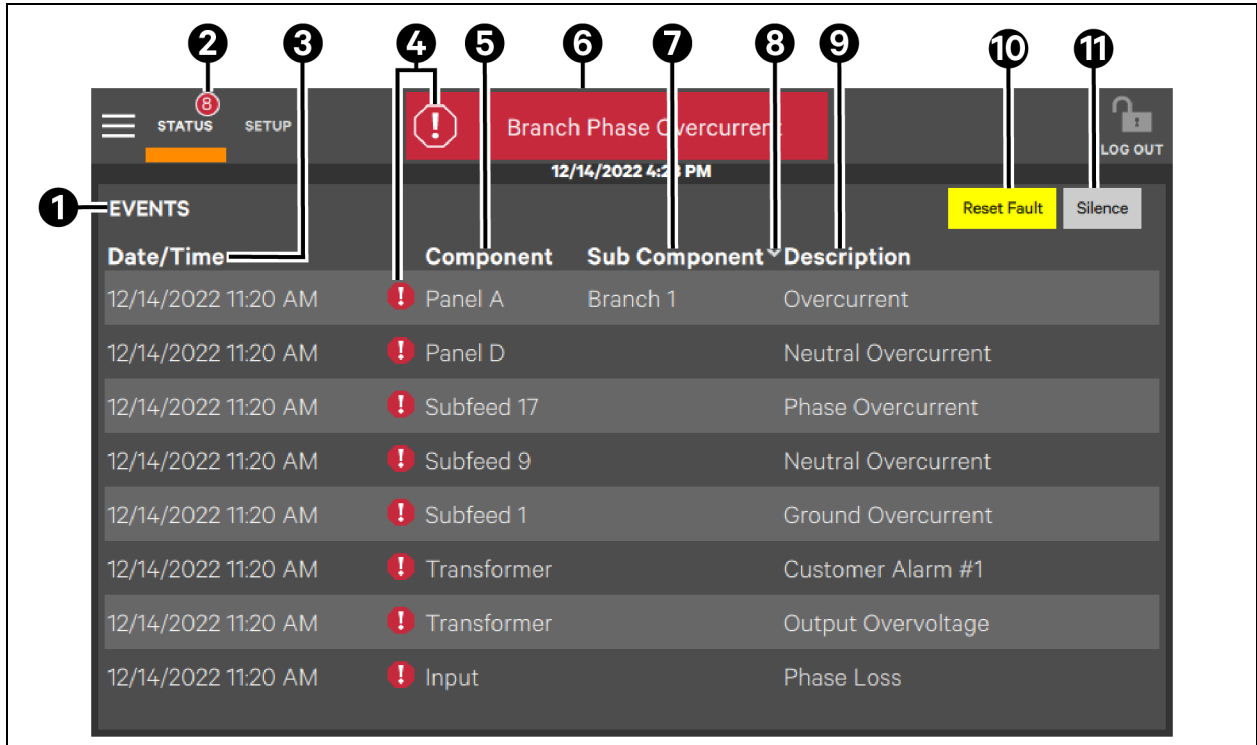 2 3 4 5 6 7 8 9 10 11
8
STATUS SETUP
! Branch Phase Overcurrent
LOG OUT
12/14/2022 4:23 PM
1 EVENTS Reset Fault Silence
Date/Time Component Sub Component Description
12/14/2022 11:20 AM ! Panel A Branch 1 Overcurrent
12/14/2022 11:20 AM ! Panel D Neutral Overcurrent
12/14/2022 11:20 AM ! Subfeed 17 Phase Overcurrent
12/14/2022 11:20 AM ! Subfeed 9 Neutral Overcurrent
12/14/2022 11:20 AM ! Subfeed 1 Ground Overcurrent
12/14/2022 11:20 AM ! Transformer Customer Alarm #1
12/14/2022 11:20 AM ! Transformer Output Overvoltage
12/14/2022 11:20 AM ! Input Phase Loss